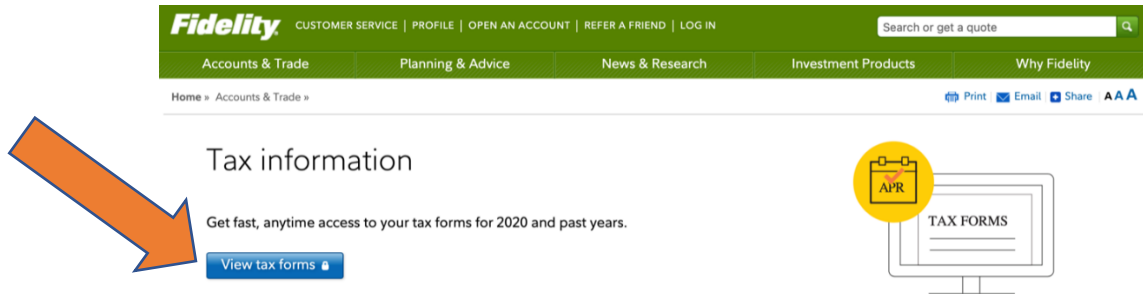 Fidelity CUSTOMER SERVICE | PROFILE | OPEN AN ACCOUNT | REFER A FRIEND | LOG IN Search or get a quote
Accounts & Trade Planning & Advice News & Research Investment Products Why Fidelity
Home » Accounts & Trade » Print Email Share A A A
Tax information
APR
Get fast, anytime access to your tax forms for 2020 and past years.
TAX FORMS
View tax forms